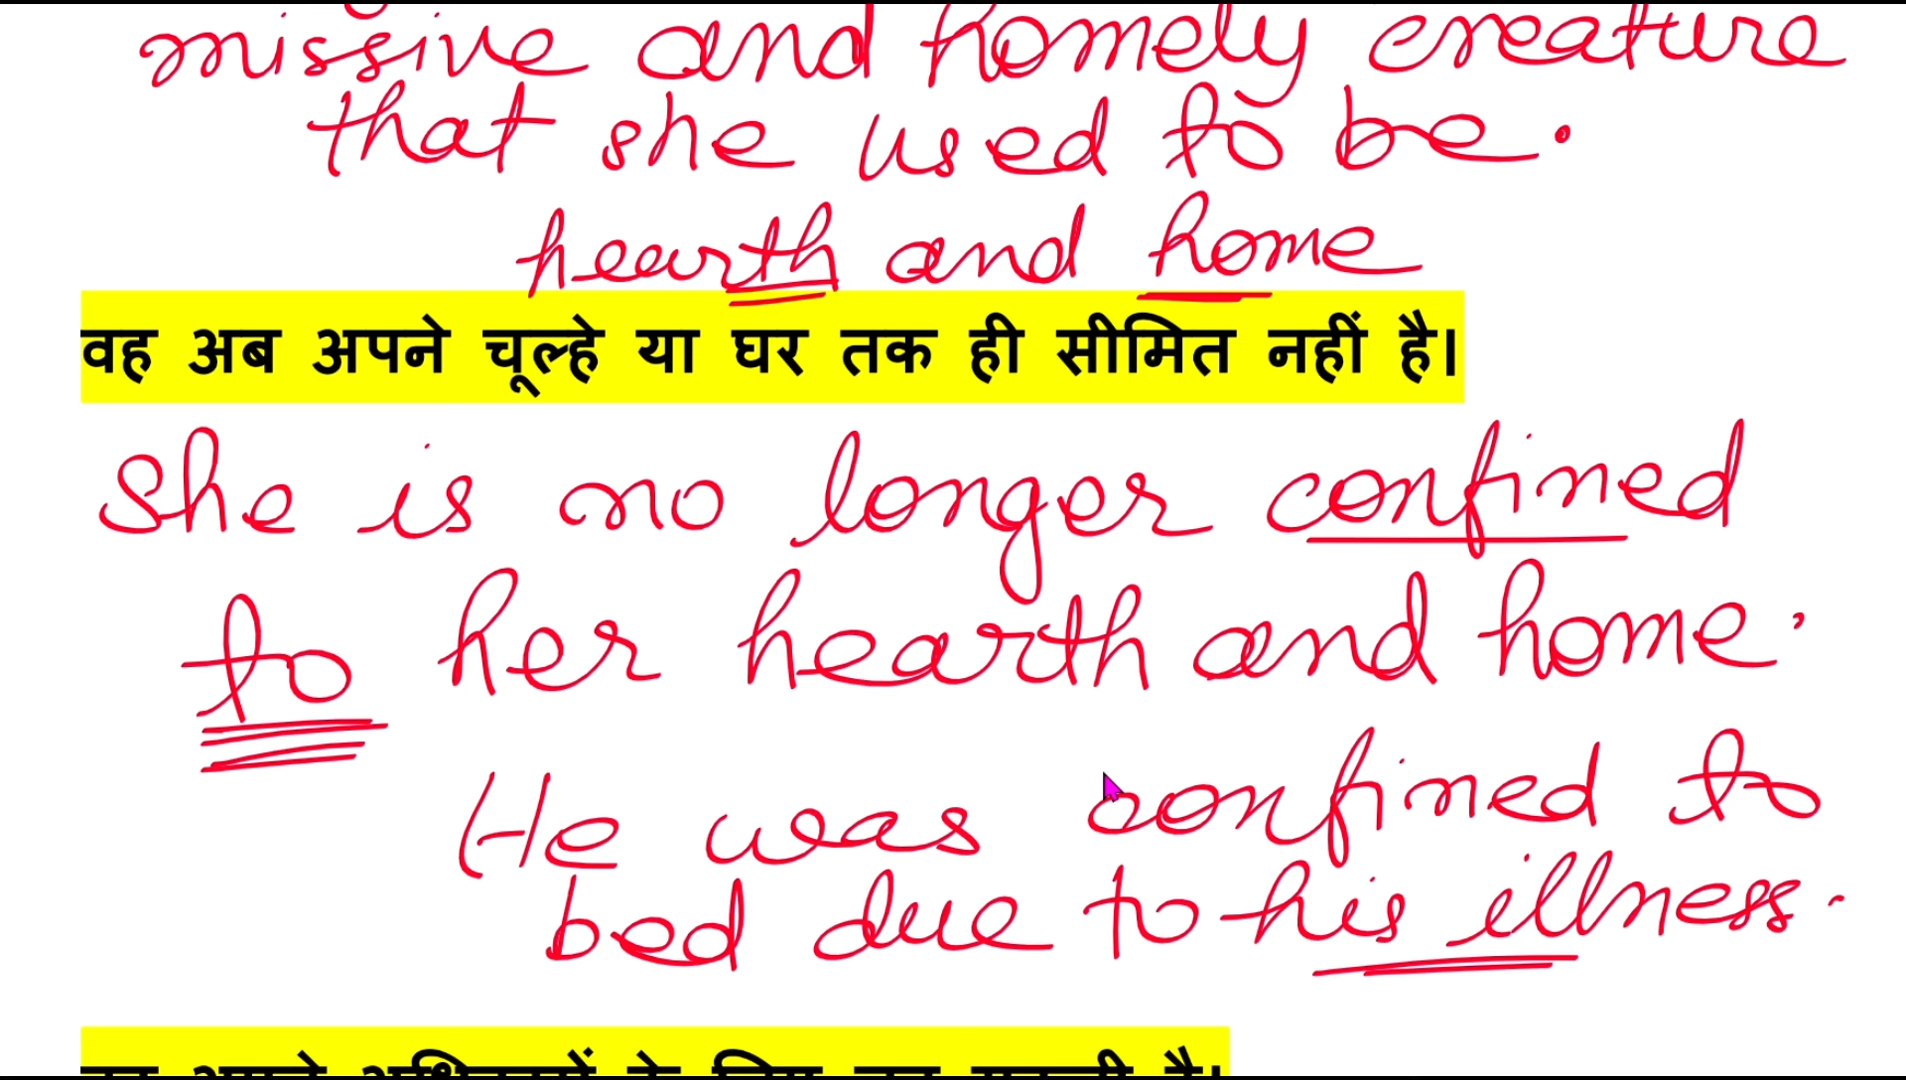 missive and homely creature
that she used to be.
hearth and home
वह अब अपने चूल्हे या घर तक ही सीमित नहीं है।
She is no longer confined
to her hearth and home.
He was confined to
bed due to his illness.